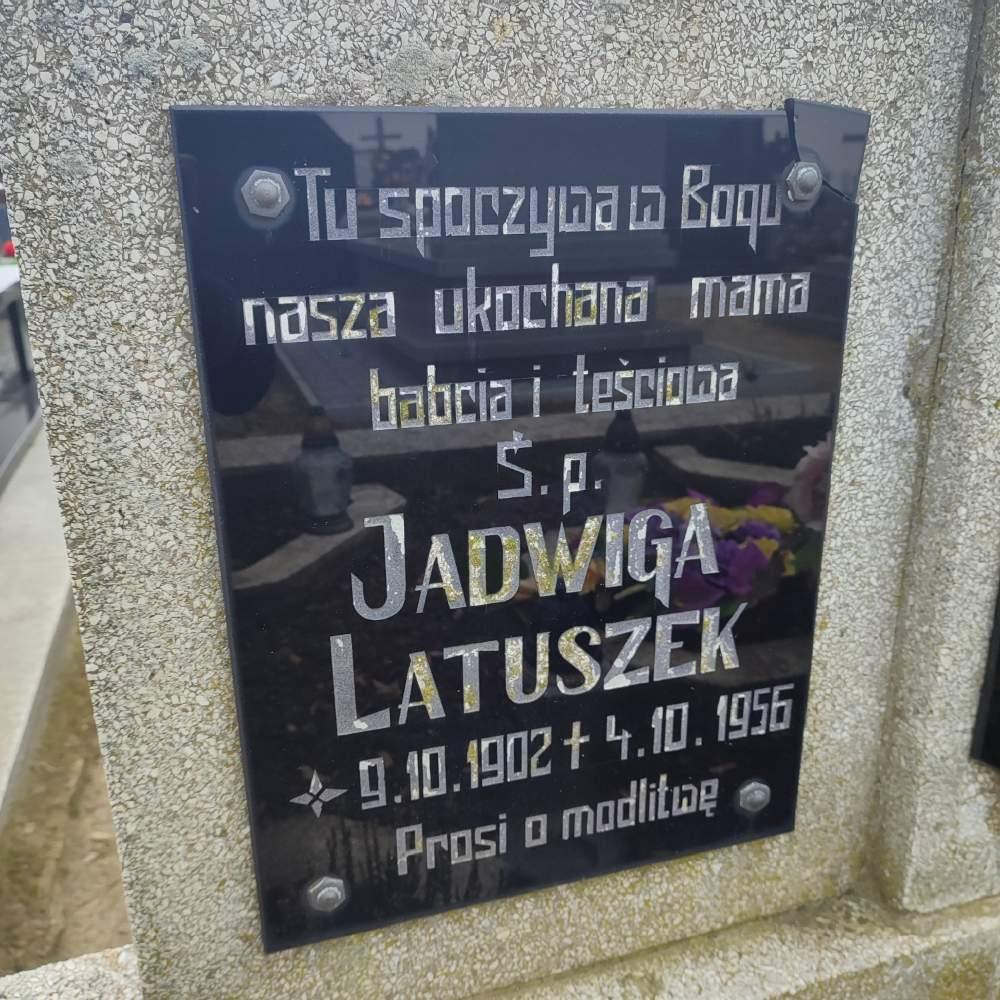 Tu spoczywa w Bogu
nasza ukochana mama
babcia i teściowa
Ś.p.
JADWIGA
LATUSZEK
9.10.1902 † 4.10.1956
Prosi o modlitwę